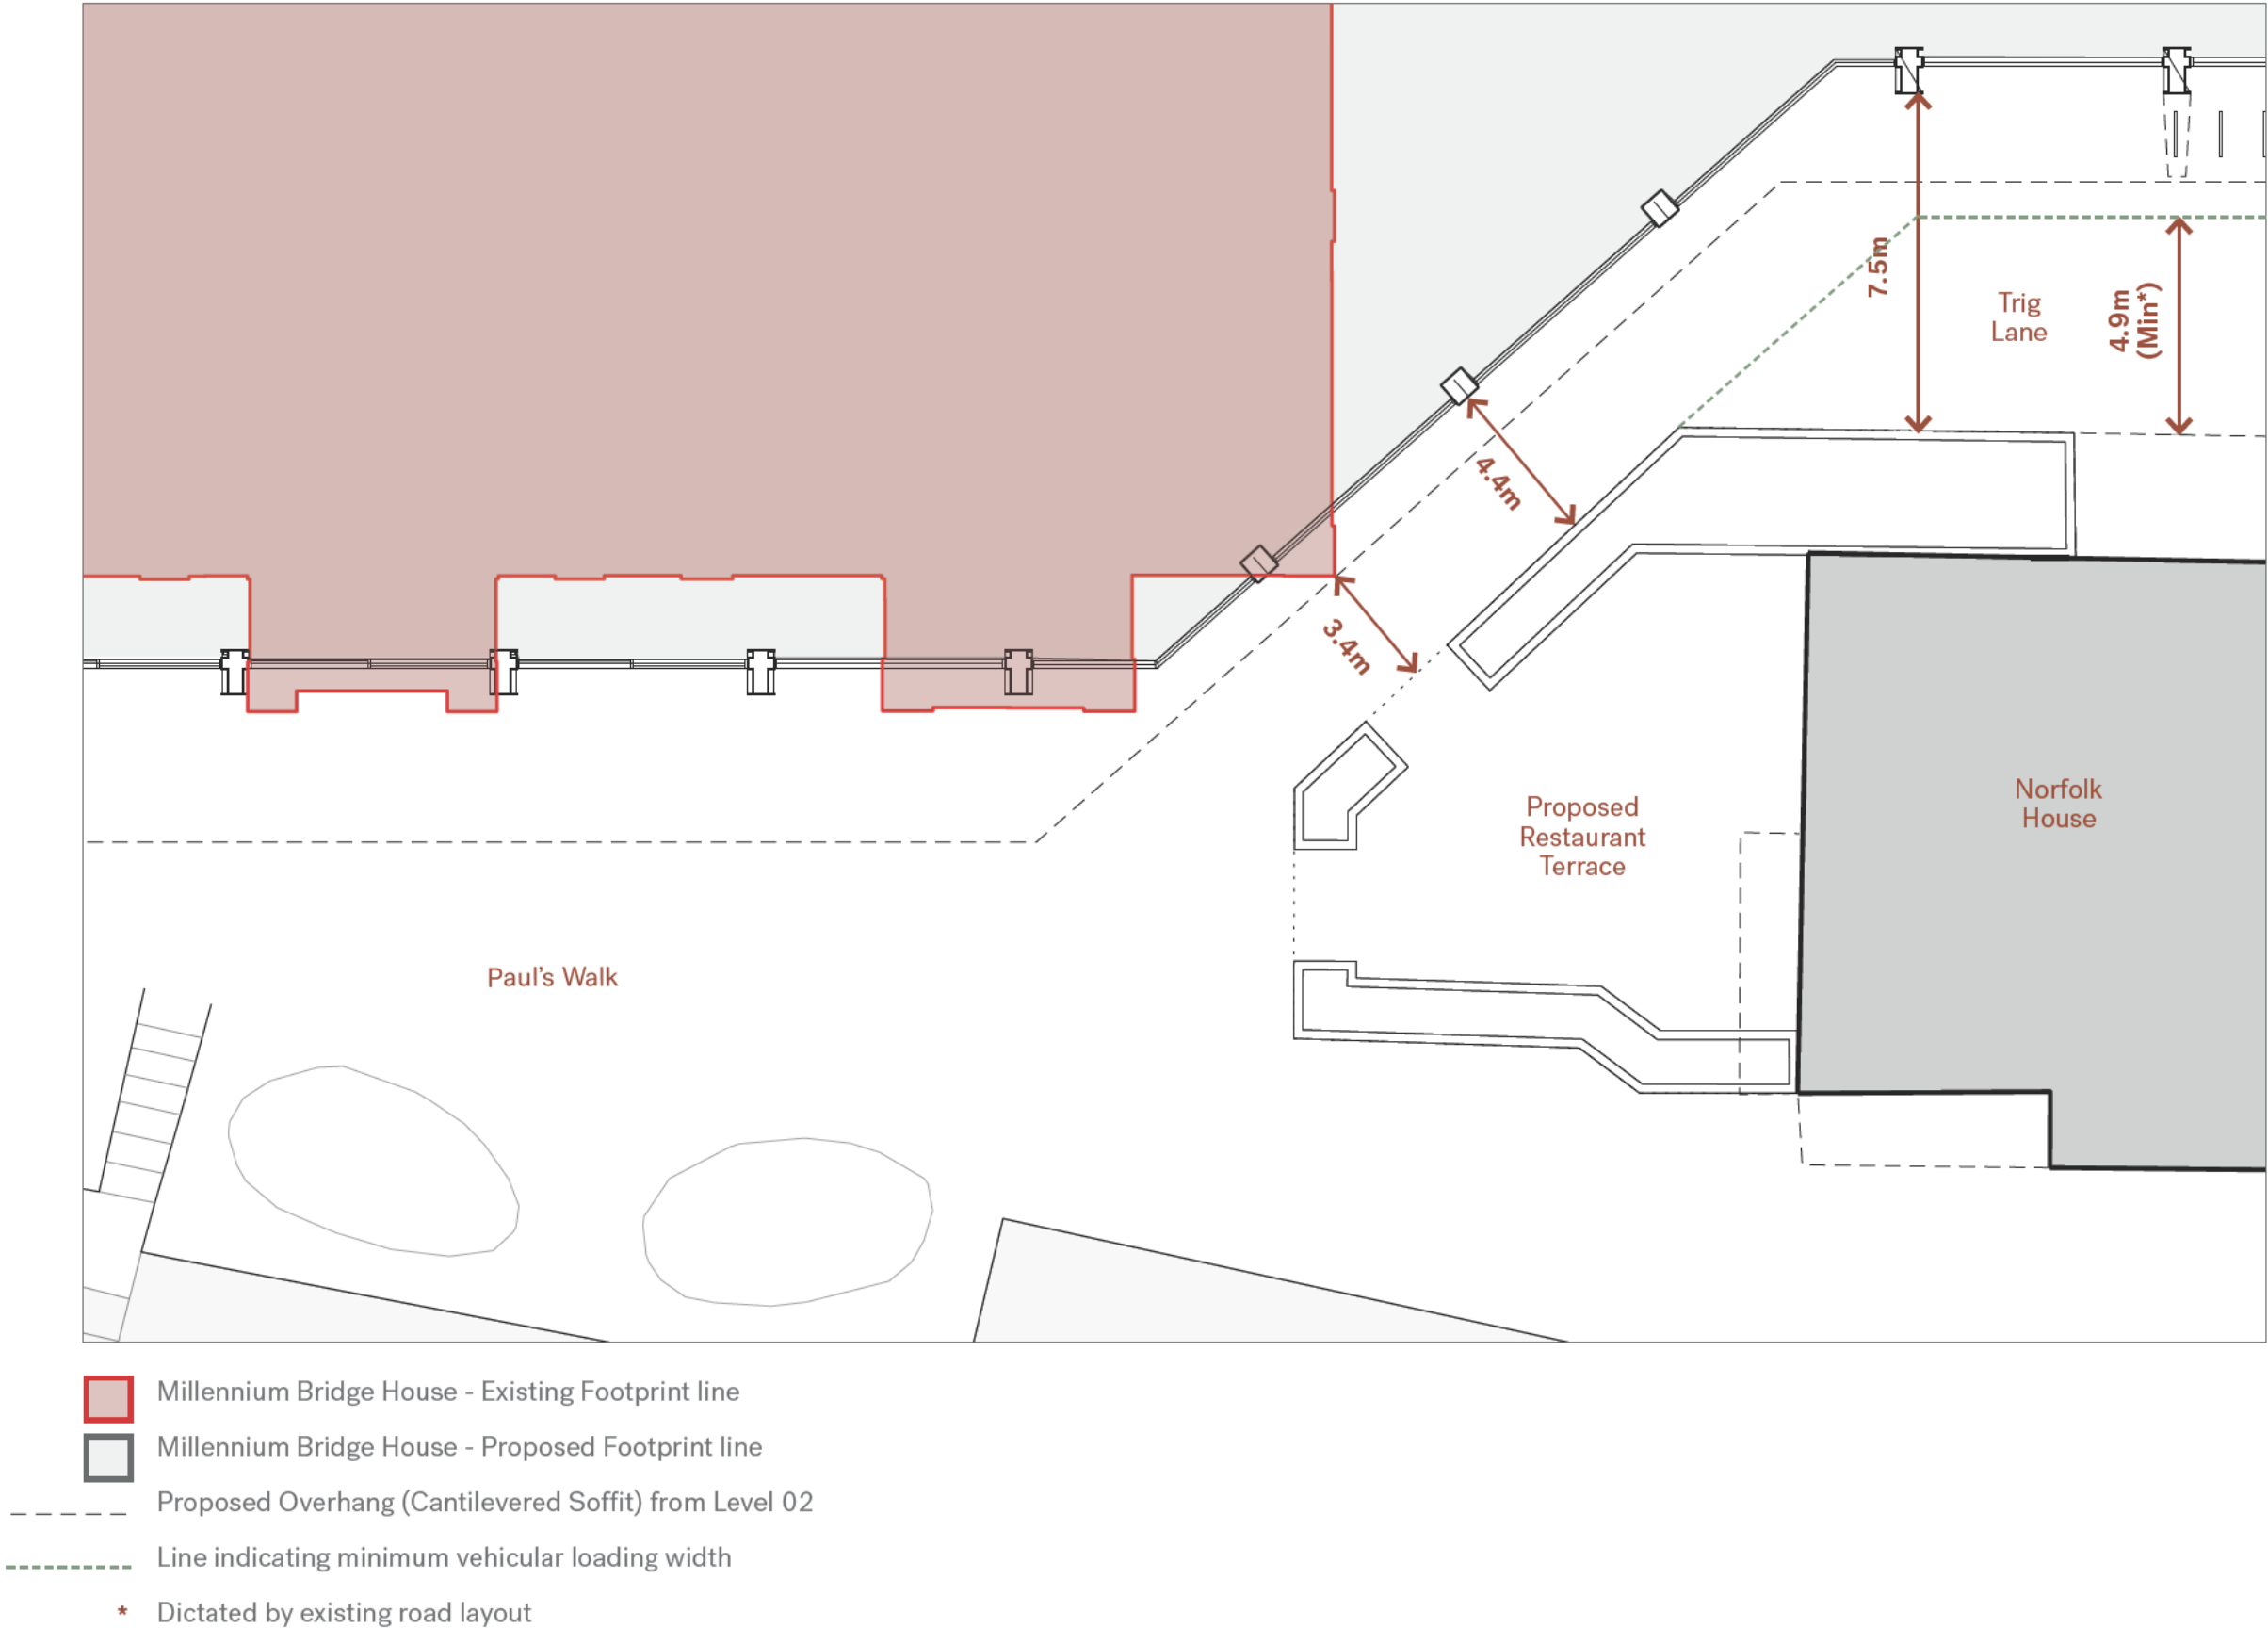 7.5m
Trig
Lane
4.9m
(Min*)
4.4m
3.4m
Proposed
Restaurant
Terrace
Norfolk
House
Paul's Walk
Millennium Bridge House - Existing Footprint line
Millennium Bridge House - Proposed Footprint line
Proposed Overhang (Cantilevered Soffit) from Level 02
Line indicating minimum vehicular loading width
* Dictated by existing road layout